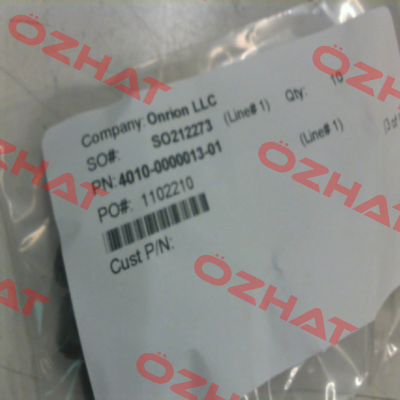 ÖZHAT
Company: Onrion LLC
SO#: SO212273 (Line# 1) Qty: 10
PN: 4010-0000013-01 (Line# 1)
PO#: 1102210
Cust P/N:
ÖZHAT
ÖZHAT
ÖZHAT
ÖZHAT
ÖZHAT